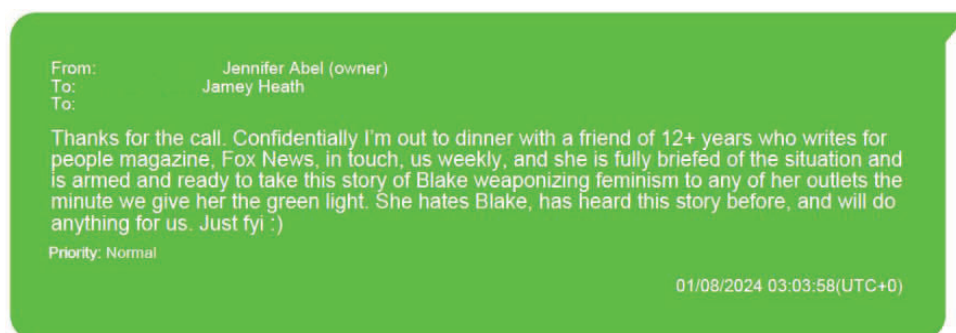 From: Jennifer Abel (owner)
To: Jamey Heath
To:
Thanks for the call. Confidentially I'm out to dinner with a friend of 12+ years who writes for
people magazine, Fox News, in touch, us weekly, and she is fully briefed of the situation and
is armed and ready to take this story of Blake weaponizing feminism to any of her outlets the
minute we give her the green light. She hates Blake, has heard this story before, and will do
anything for us. Just fyi :)
Priority: Normal
01/08/2024 03:03:58(UTC+0)